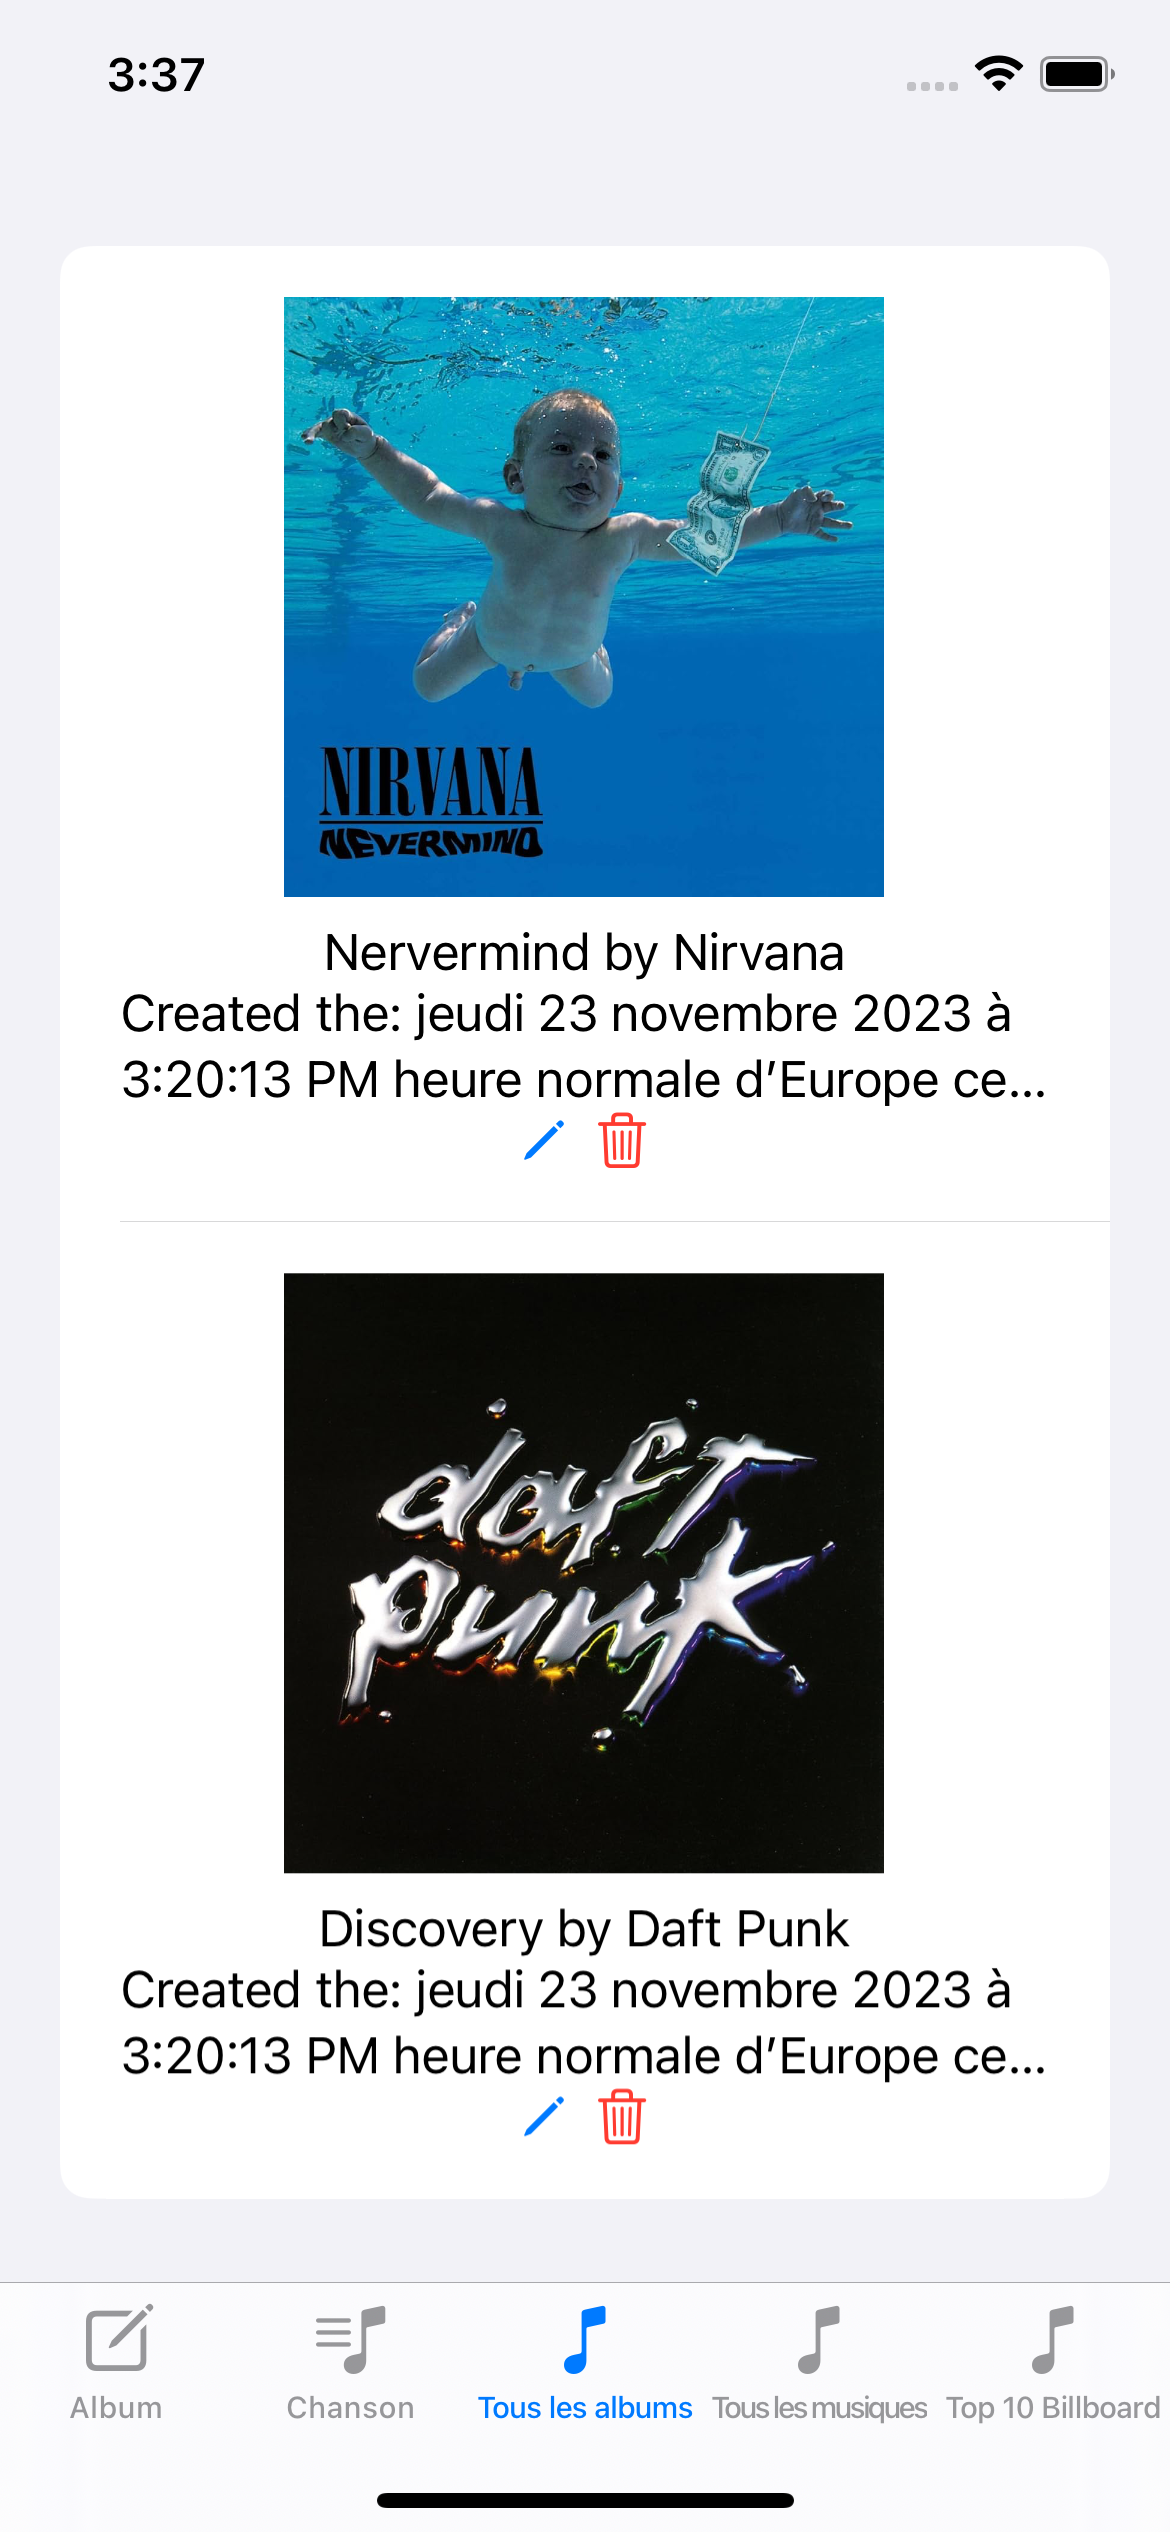 3:37
NIRVANA
NEVERMIND
Nervermind by Nirvana
Created the: jeudi 23 novembre 2023 à
3:20:13 PM heure normale d’Europe ce...
daft
punk
Discovery by Daft Punk
Created the: jeudi 23 novembre 2023 à
3:20:13 PM heure normale d’Europe ce...
Album Chanson Tous les albums Tous les musiques Top 10 Billboard